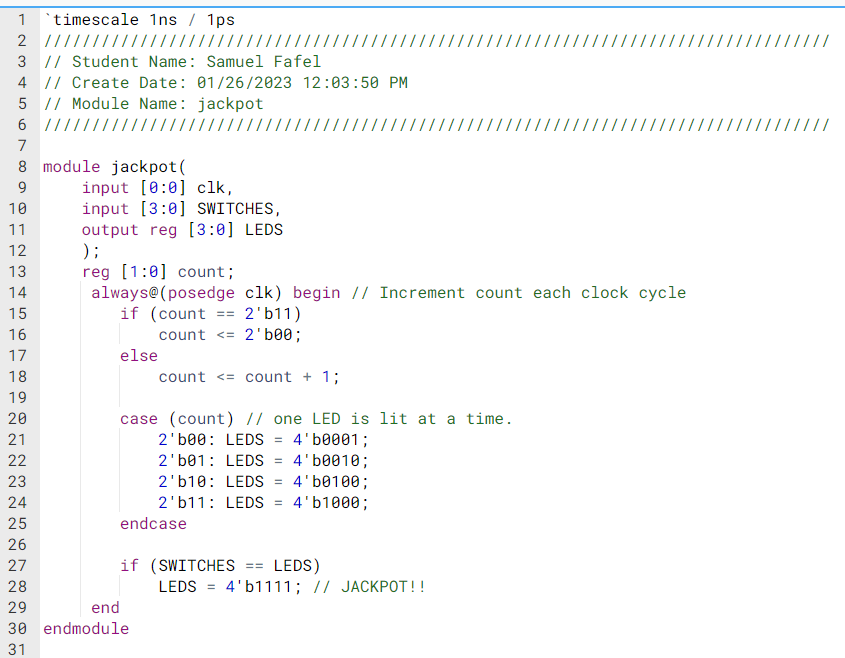 1 `timescale 1ns / 1ps
2 //////////////////////////////////////////////////////////////////////////////////
3 // Student Name: Samuel Fafel
4 // Create Date: 01/26/2023 12:03:50 PM
5 // Module Name: jackpot
6 //////////////////////////////////////////////////////////////////////////////////
7
8 module jackpot(
9     input [0:0] clk,
10     input [3:0] SWITCHES,
11     output reg [3:0] LEDS
12     );
13     reg [1:0] count;
14      always@(posedge clk) begin // Increment count each clock cycle
15         if (count == 2'b11)
16             count <= 2'b00;
17         else
18             count <= count + 1;
19
20         case (count) // one LED is lit at a time.
21             2'b00: LEDS = 4'b0001;
22             2'b01: LEDS = 4'b0010;
23             2'b10: LEDS = 4'b0100;
24             2'b11: LEDS = 4'b1000;
25         endcase
26
27         if (SWITCHES == LEDS)
28             LEDS = 4'b1111; // JACKPOT!!
29      end
30 endmodule
31